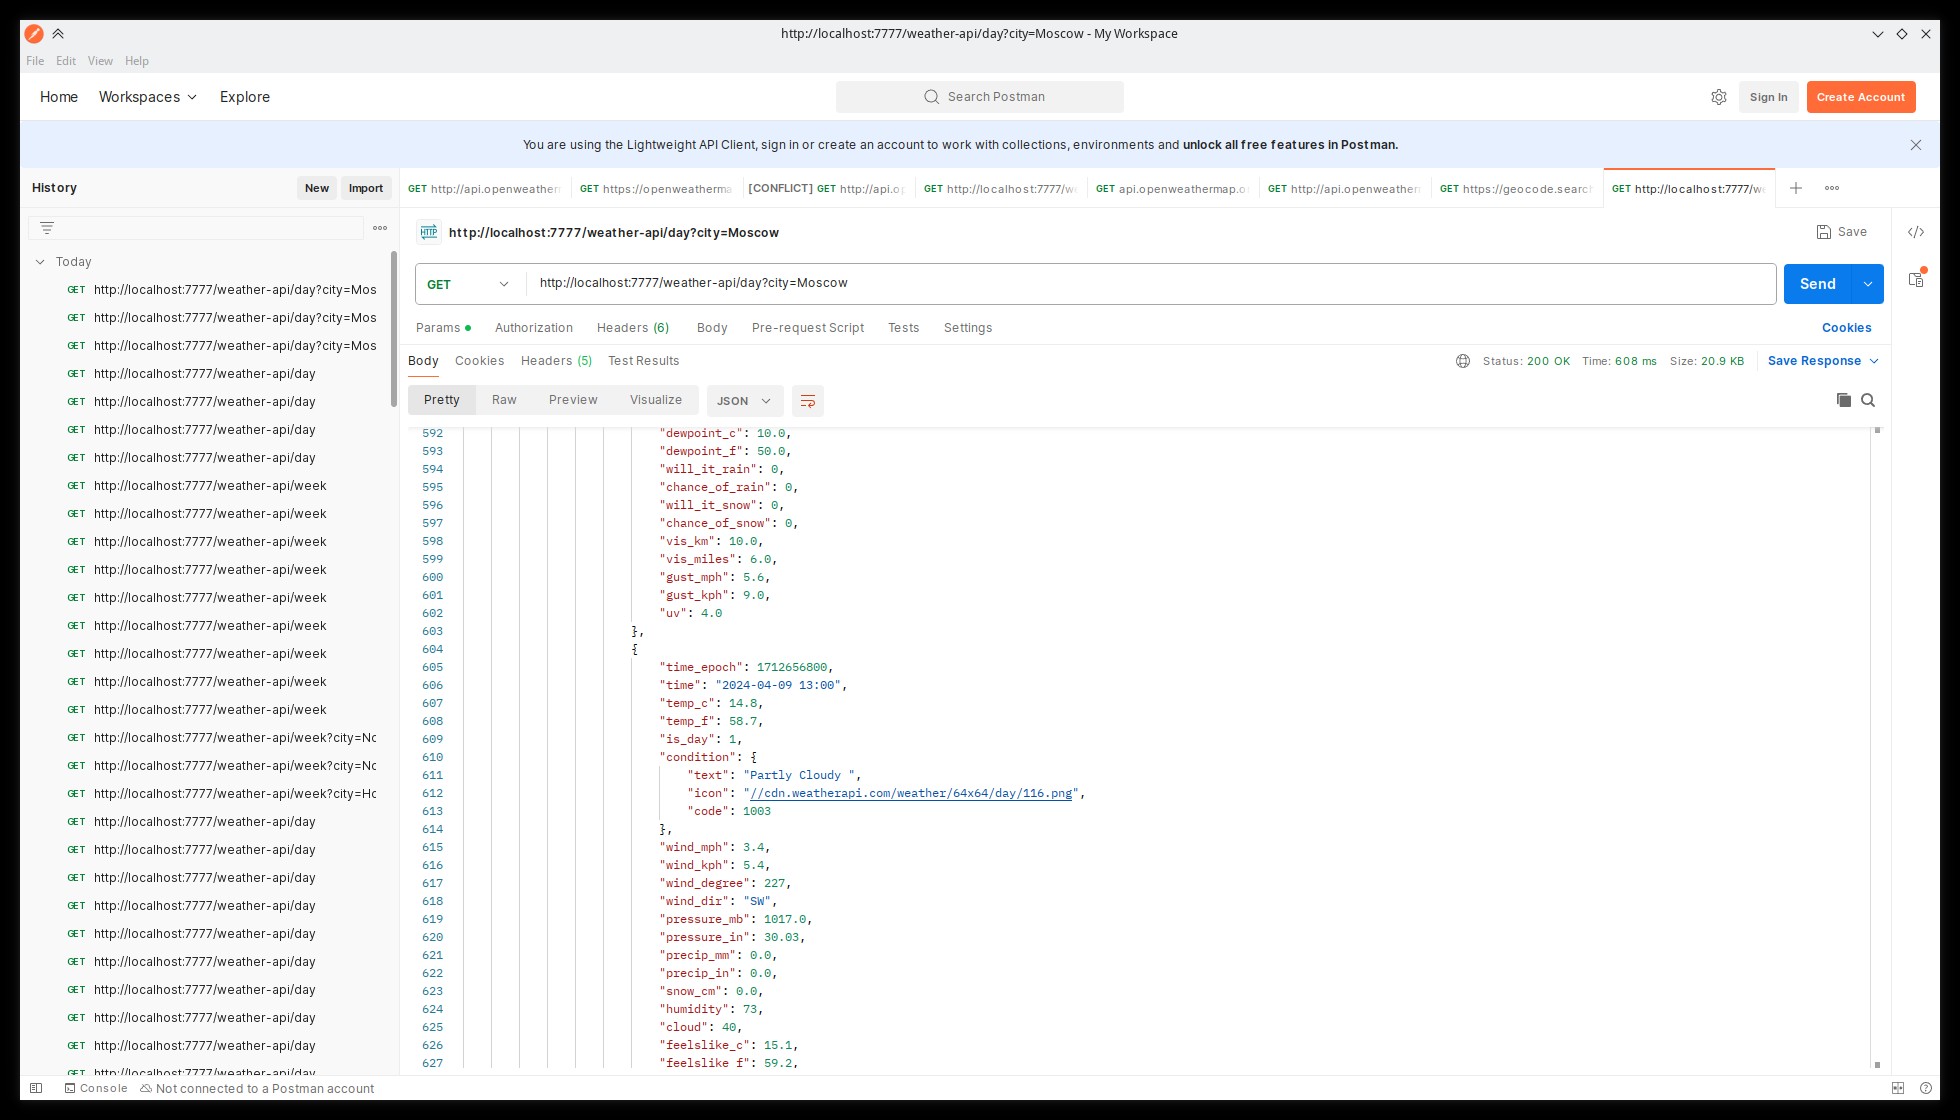 http://localhost:7777/weather-api/day?city=Moscow - My Workspace
File Edit View Help
Home Workspaces Explore
Search Postman
Sign In Create Account
You are using the Lightweight API Client, sign in or create an account to work with collections, environments and unlock all free features in Postman.
History New Import
GET http://api.openweather
GET https://openweatherma
[CONFLICT] GET http://api.o
GET http://localhost:7777/w
GET api.openweathermap.o
GET http://api.openweather
GET https://geocode.search
GET http://localhost:7777/w
Today
GET http://localhost:7777/weather-api/day?city=Mos
GET http://localhost:7777/weather-api/day?city=Mos
GET http://localhost:7777/weather-api/day?city=Mos
GET http://localhost:7777/weather-api/day
GET http://localhost:7777/weather-api/day
GET http://localhost:7777/weather-api/day
GET http://localhost:7777/weather-api/day
GET http://localhost:7777/weather-api/week
GET http://localhost:7777/weather-api/week
GET http://localhost:7777/weather-api/week
GET http://localhost:7777/weather-api/week
GET http://localhost:7777/weather-api/week
GET http://localhost:7777/weather-api/week
GET http://localhost:7777/weather-api/week
GET http://localhost:7777/weather-api/week
GET http://localhost:7777/weather-api/week
GET http://localhost:7777/weather-api/week?city=No
GET http://localhost:7777/weather-api/week?city=No
GET http://localhost:7777/weather-api/week?city=Ho
GET http://localhost:7777/weather-api/day
GET http://localhost:7777/weather-api/day
GET http://localhost:7777/weather-api/day
GET http://localhost:7777/weather-api/day
GET http://localhost:7777/weather-api/day
GET http://localhost:7777/weather-api/day
GET http://localhost:7777/weather-api/day
GET http://localhost:7777/weather-api/day
GET http://localhost:7777/weather-api/day
GET http://localhost:7777/weather-api/day
HTTP http://localhost:7777/weather-api/day?city=Moscow
Save
GET http://localhost:7777/weather-api/day?city=Moscow
Send
Params Authorization Headers (6) Body Pre-request Script Tests Settings
Cookies
Body Cookies Headers (5) Test Results
Status: 200 OK Time: 608 ms Size: 20.9 KB Save Response
Pretty Raw Preview Visualize JSON
592 "dewpoint_c": 10.0,
593 "dewpoint_f": 50.0,
594 "will_it_rain": 0,
595 "chance_of_rain": 0,
596 "will_it_snow": 0,
597 "chance_of_snow": 0,
598 "vis_km": 10.0,
599 "vis_miles": 6.0,
600 "gust_mph": 5.6,
601 "gust_kph": 9.0,
602 "uv": 4.0
603 },
604 {
605 "time_epoch": 1712656800,
606 "time": "2024-04-09 13:00",
607 "temp_c": 14.8,
608 "temp_f": 58.7,
609 "is_day": 1,
610 "condition": {
611 "text": "Partly Cloudy ",
612 "icon": "//cdn.weatherapi.com/weather/64x64/day/116.png",
613 "code": 1003
614 },
615 "wind_mph": 3.4,
616 "wind_kph": 5.4,
617 "wind_degree": 227,
618 "wind_dir": "SW",
619 "pressure_mb": 1017.0,
620 "pressure_in": 30.03,
621 "precip_mm": 0.0,
622 "precip_in": 0.0,
623 "snow_cm": 0.0,
624 "humidity": 73,
625 "cloud": 40,
626 "feelslike_c": 15.1,
627 "feelslike_f": 59.2,
Console Not connected to a Postman account